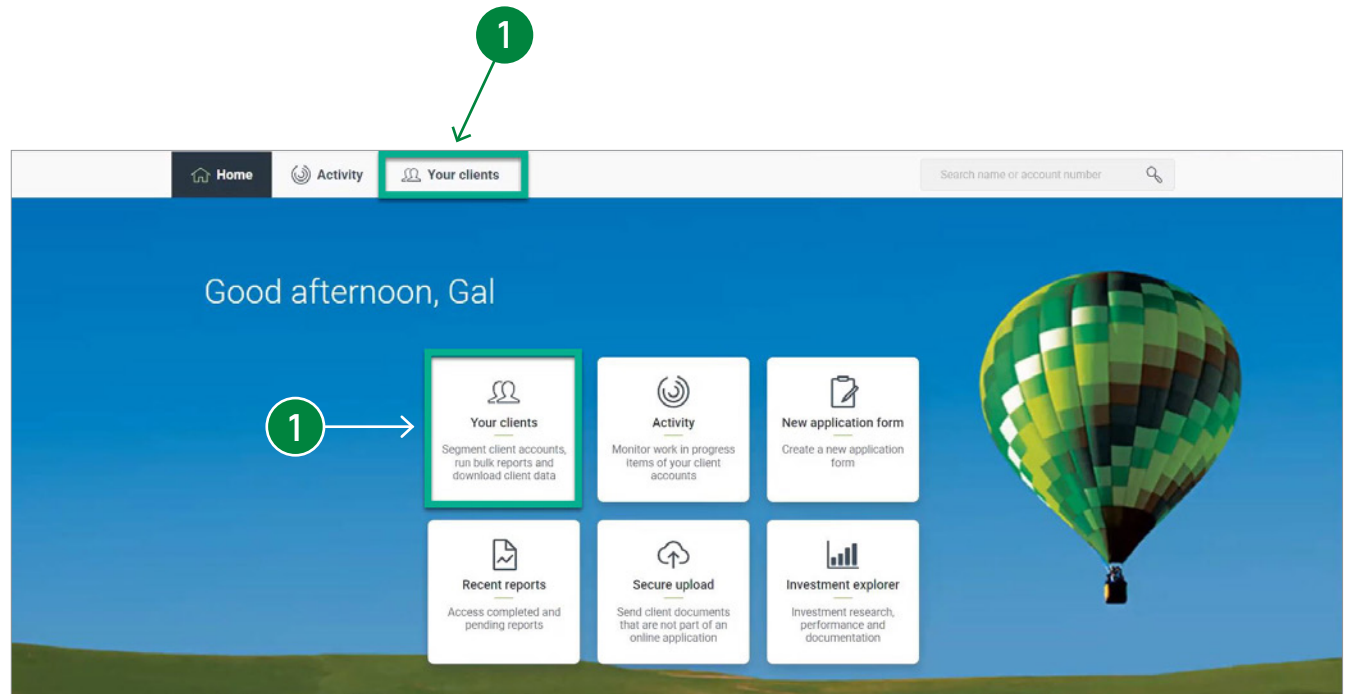 1
Home
Activity
Your clients
Search name or account number
Good afternoon, Gal
1
Your clients
Segment client accounts,
run bulk reports and
download client data
Activity
Monitor work in progress
items of your client
accounts
New application form
Create a new application
form
Recent reports
Access completed and
pending reports
Secure upload
Send client documents
that are not part of an
online application
Investment explorer
Investment research,
performance and
documentation